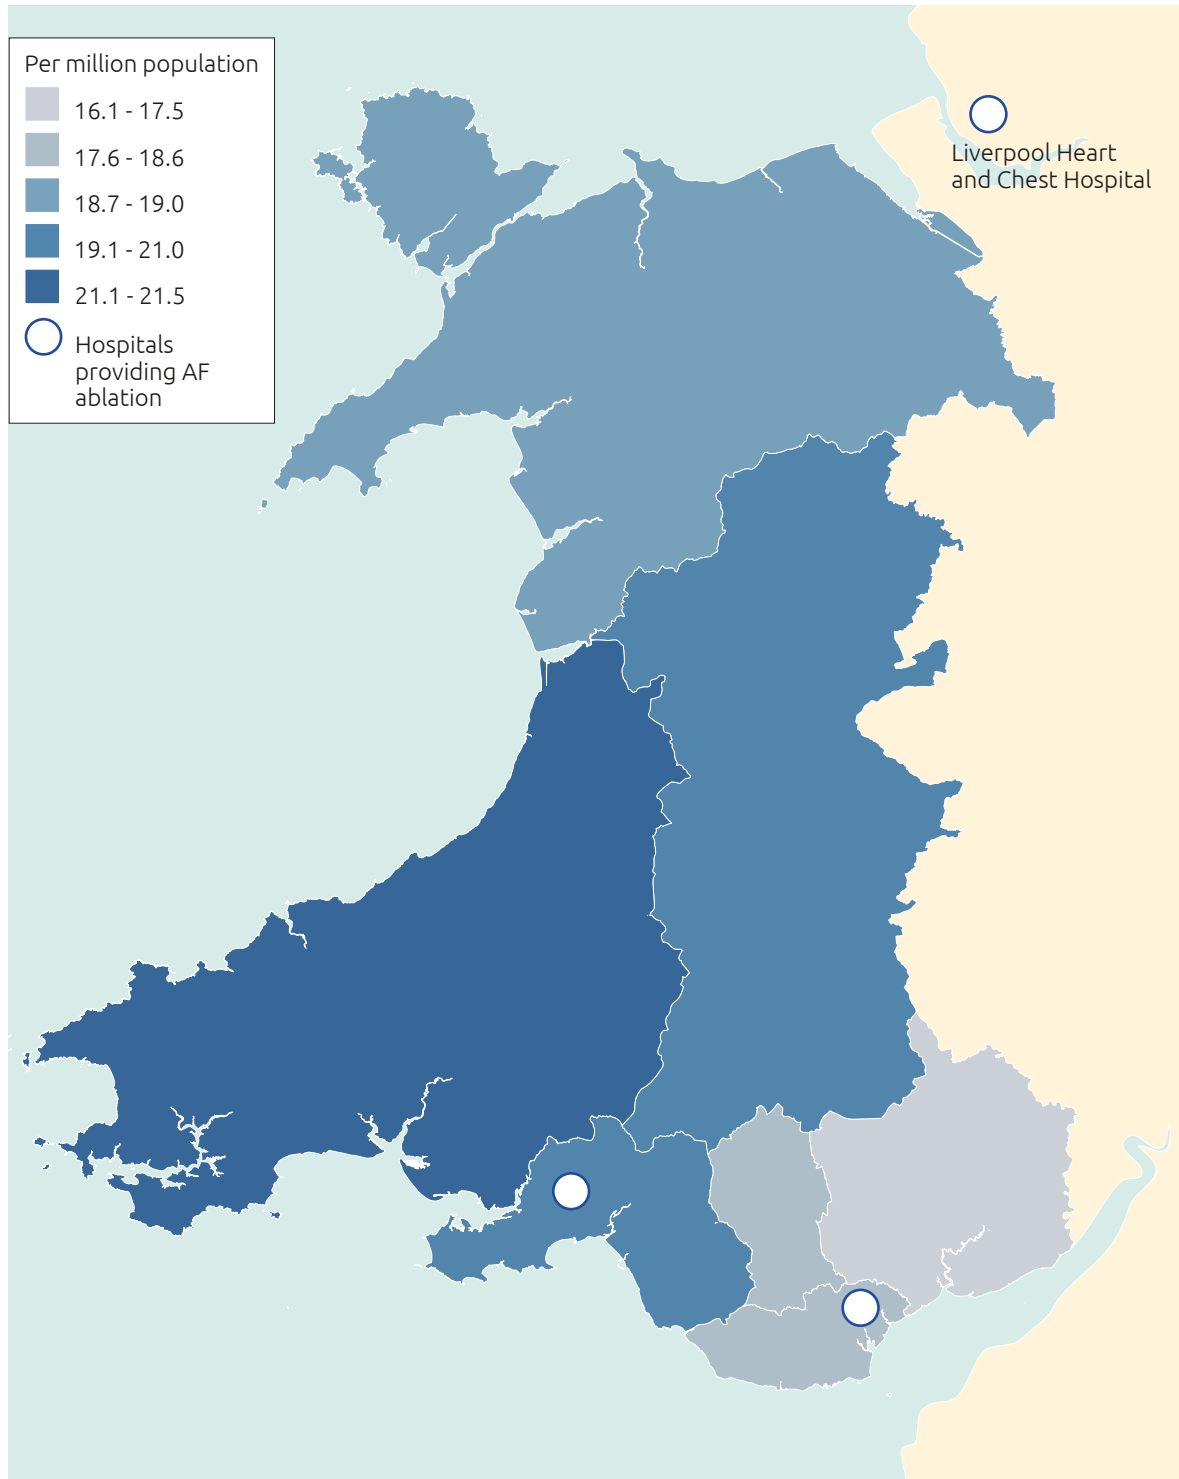 Per million population
16.1 - 17.5
17.6 - 18.6
18.7 - 19.0
19.1 - 21.0
21.1 - 21.5
Hospitals
providing AF
ablation
Liverpool Heart
and Chest Hospital